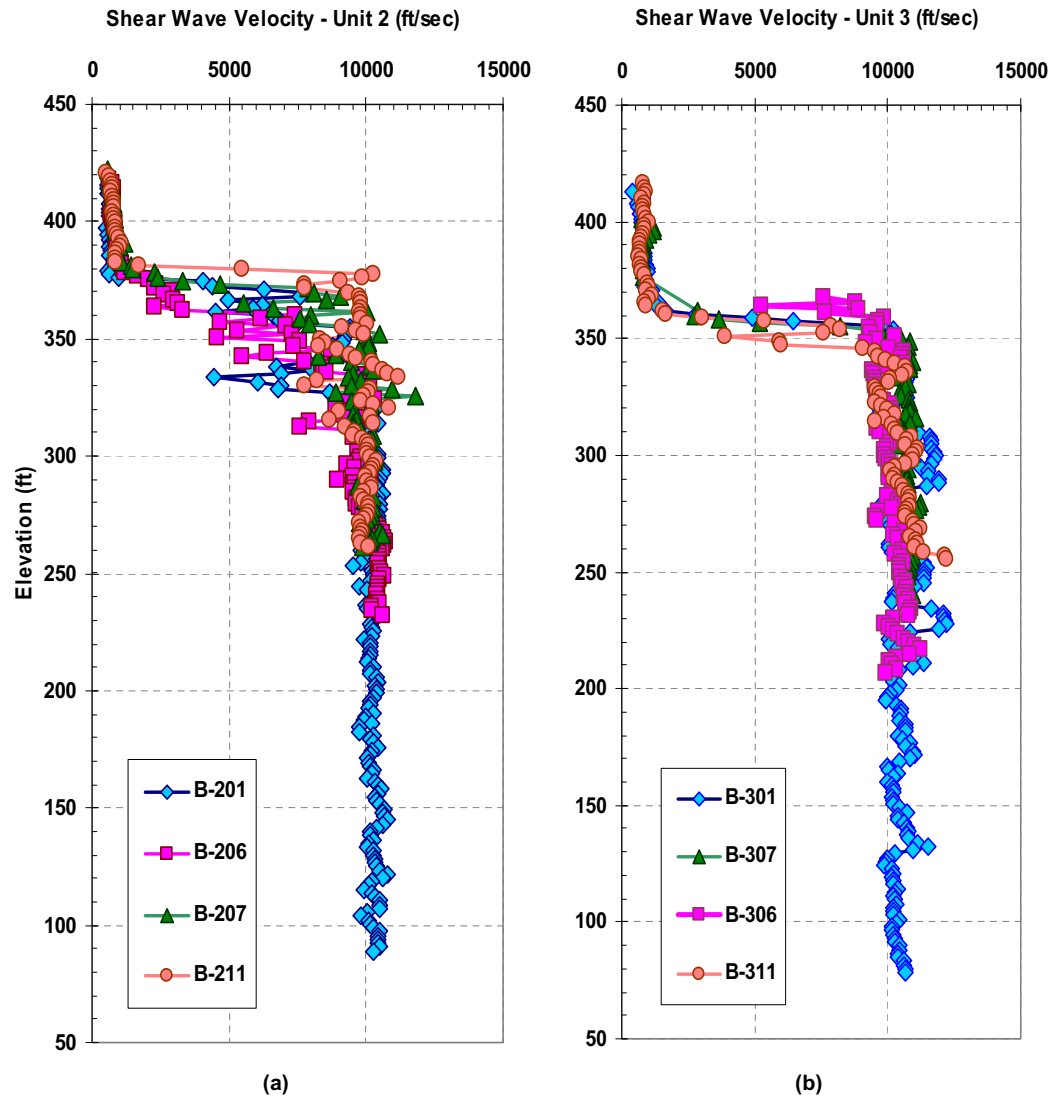 Shear Wave Velocity - Unit 2 (ft/sec)
Shear Wave Velocity - Unit 3 (ft/sec)
0 5000 10000 15000
0 5000 10000 15000
450
400
350
300
250
200
150
100
50
Elevation (ft)
B-201
B-206
B-207
B-211
450
400
350
300
250
200
150
100
50
B-301
B-307
B-306
B-311
(a)
(b)